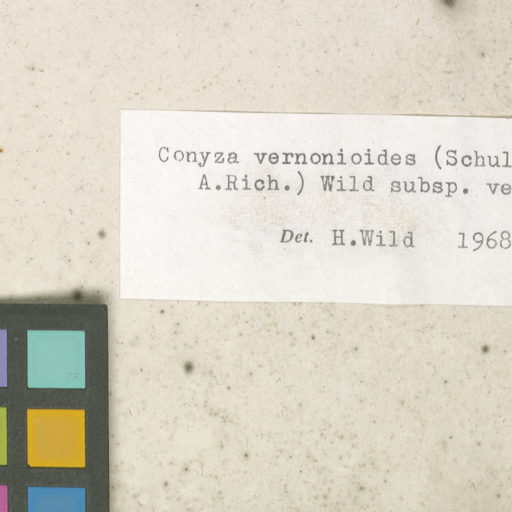 Conyza vernonioides (Schul
A.Rich.) Wild subsp. ve
Det. H.Wild 1968